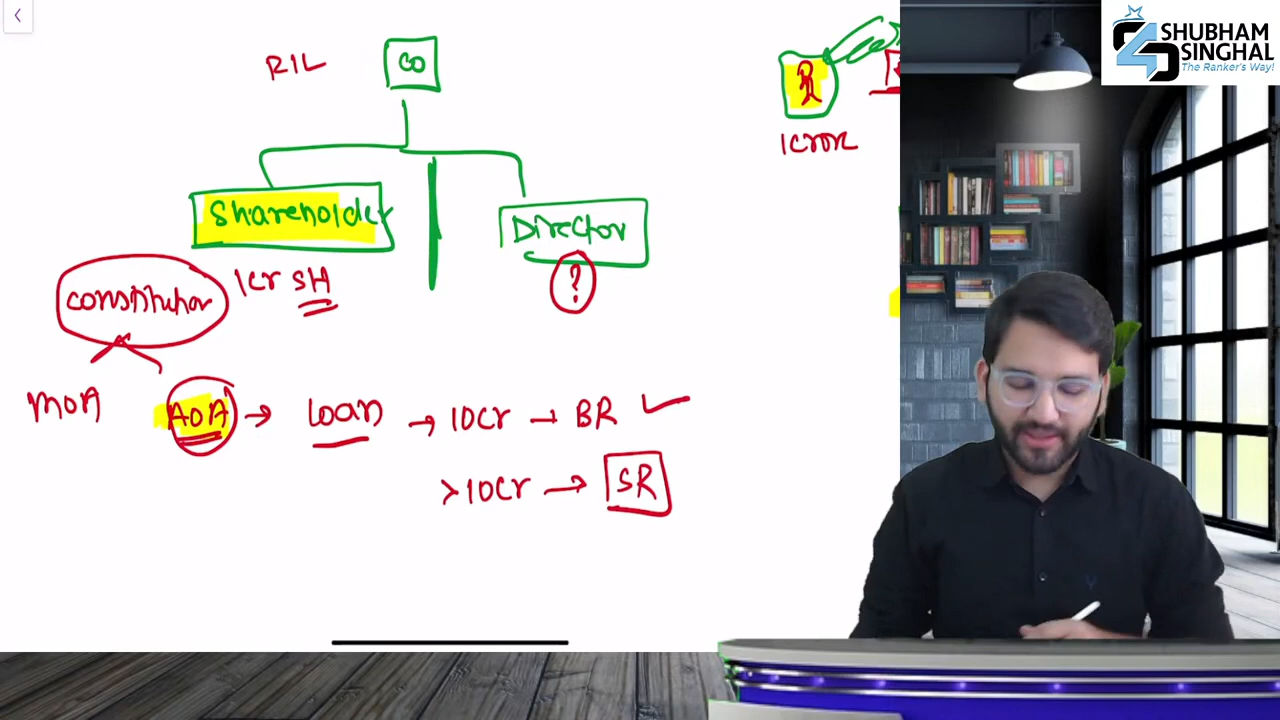 RIL
CO
Shareholder
Director
1cr SH
?
constitution
MOA
AOA → loan → 10cr → BR ✓
>10cr → SR
1crore
SHUBHAM
SINGHAL
The Ranker's Way!